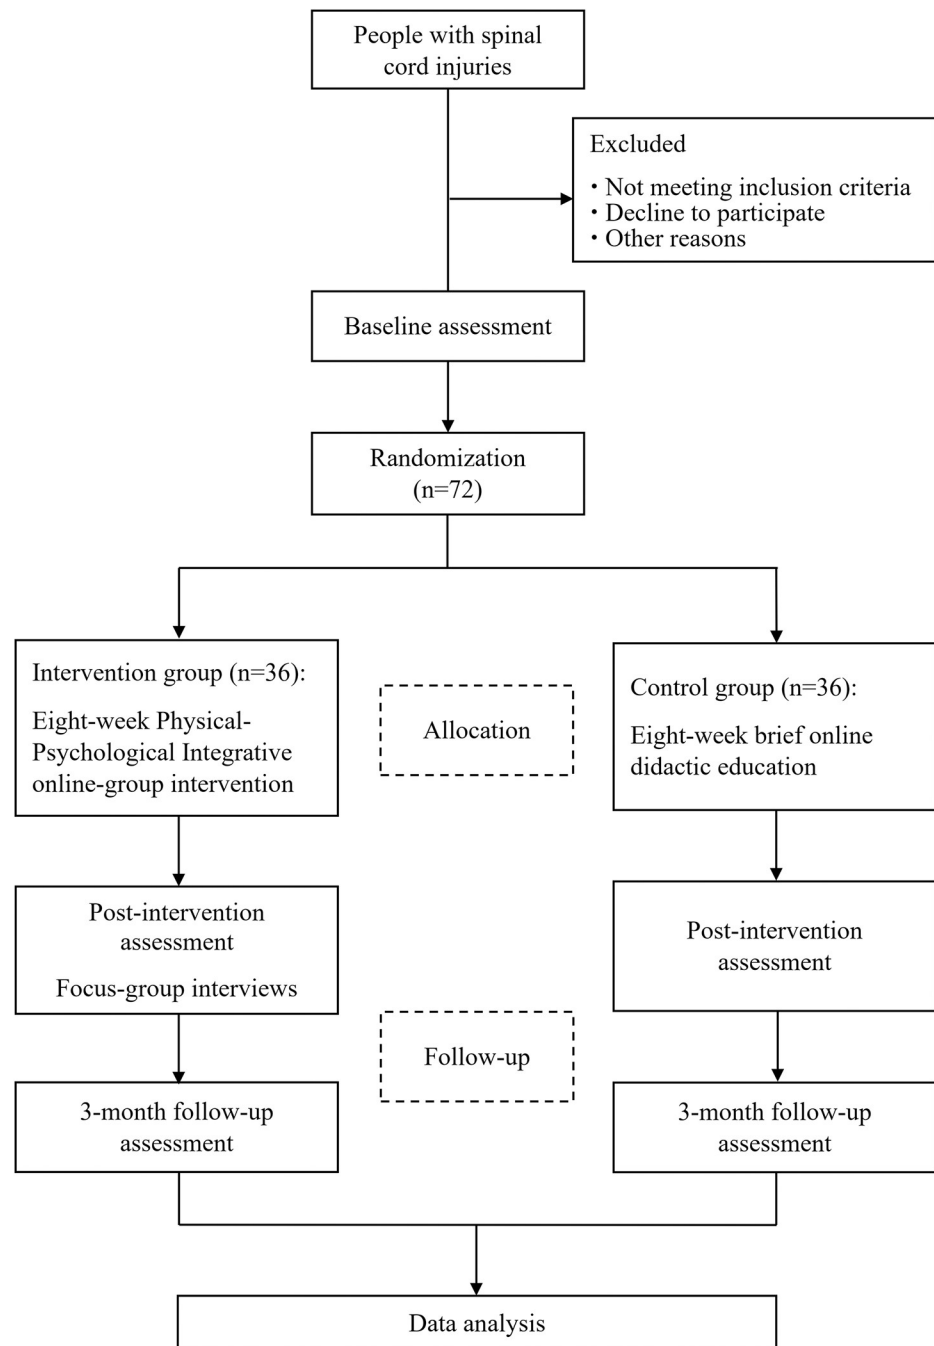 People with spinal
cord injuries
Excluded
・Not meeting inclusion criteria
・Decline to participate
・Other reasons
Baseline assessment
Randomization
(n=72)
Intervention group (n=36):
Eight-week Physical-
Psychological Integrative
online-group intervention
Allocation
Control group (n=36):
Eight-week brief online
didactic education
Post-intervention
assessment
Focus-group interviews
Post-intervention
assessment
Follow-up
3-month follow-up
assessment
3-month follow-up
assessment
Data analysis